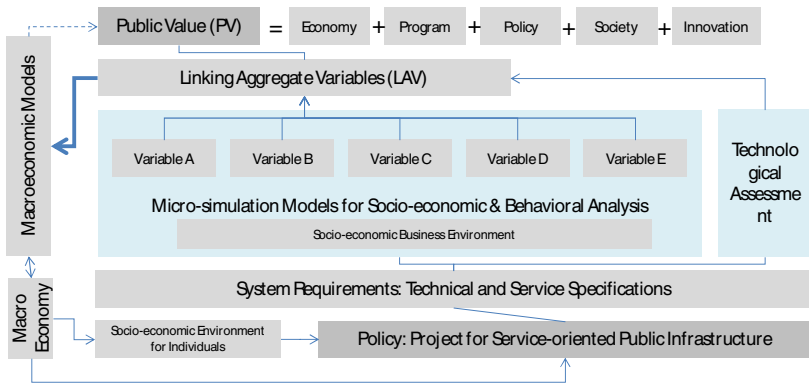 Public Value (PV) = Economy + Program + Policy + Society + Innovation
Linking Aggregate Variables (LAV)
Macroeconomic Models
Variable A Variable B Variable C Variable D Variable E
Technolo
gical
Assessme
nt
Micro-simulation Models for Socio-economic & Behavioral Analysis
Socio-economic Business Environment
System Requirements: Technical and Service Specifications
Macro
Economy
Socio-economic Environment
for Individuals
Policy: Project for Service-oriented Public Infrastructure